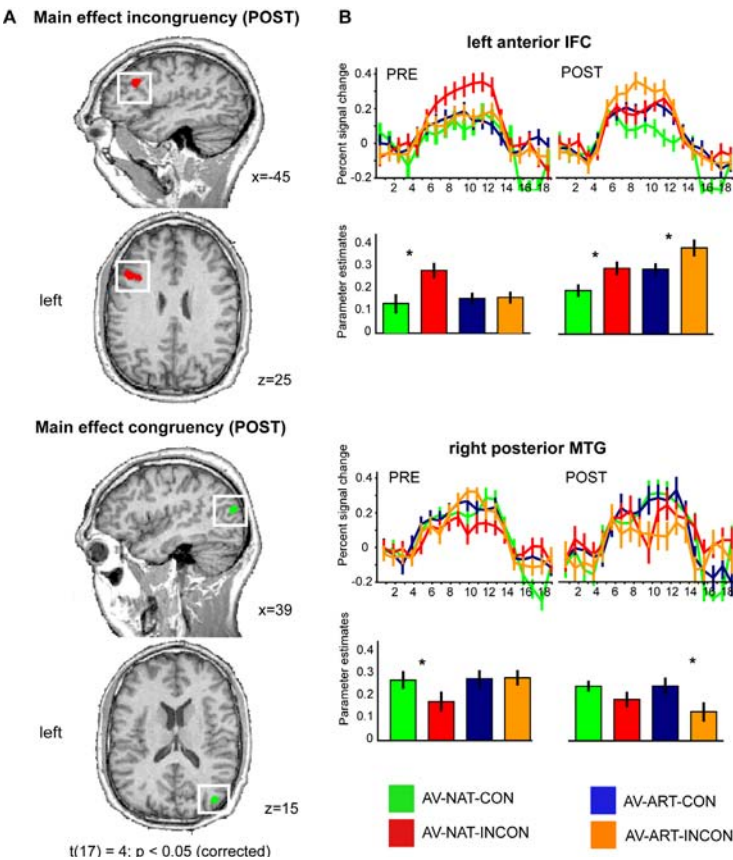 A Main effect incongruency (POST)
x=-45
left
z=25
Main effect congruency (POST)
x=39
left
z=15
t(17) = 4; p < 0.05 (corrected)
B
left anterior IFC
PRE
POST
Percent signal change
0.4
0.2
0
-0.2
2 4 6 8 10 12 14 16 18
2 4 6 8 10 12 14 16 18
Parameter estimates
0.4
0.3
0.2
0.1
0
*
*
*
right posterior MTG
PRE
POST
Percent signal change
0.4
0.2
0
-0.2
2 4 6 8 10 12 14 16 18
2 4 6 8 10 12 14 16 18
Parameter estimates
0.4
0.3
0.2
0.1
0
*
*
AV-NAT-CON
AV-ART-CON
AV-NAT-INCON
AV-ART-INCON